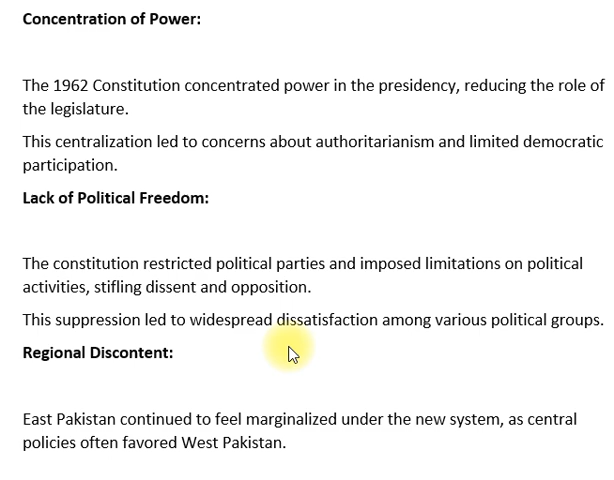 Concentration of Power:
The 1962 Constitution concentrated power in the presidency, reducing the role of
the legislature.
This centralization led to concerns about authoritarianism and limited democratic
participation.
Lack of Political Freedom:
The constitution restricted political parties and imposed limitations on political
activities, stifling dissent and opposition.
This suppression led to widespread dissatisfaction among various political groups.
Regional Discontent:
East Pakistan continued to feel marginalized under the new system, as central
policies often favored West Pakistan.